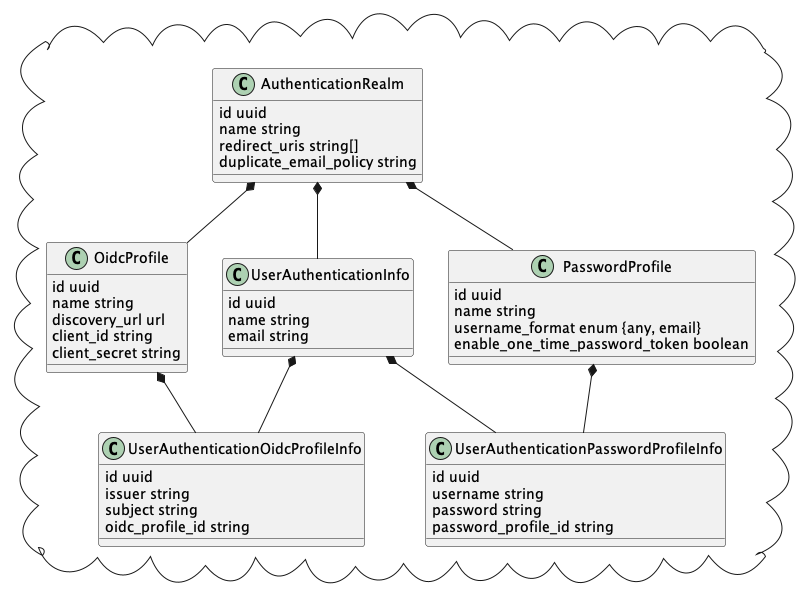 C AuthenticationRealm
id uuid
name string
redirect_uris string[]
duplicate_email_policy string
C OidcProfile
id uuid
name string
discovery_url url
client_id string
client_secret string
C UserAuthenticationInfo
id uuid
name string
email string
C PasswordProfile
id uuid
name string
username_format enum {any, email}
enable_one_time_password_token boolean
C UserAuthenticationOidcProfileInfo
id uuid
issuer string
subject string
oidc_profile_id string
C UserAuthenticationPasswordProfileInfo
id uuid
username string
password string
password_profile_id string